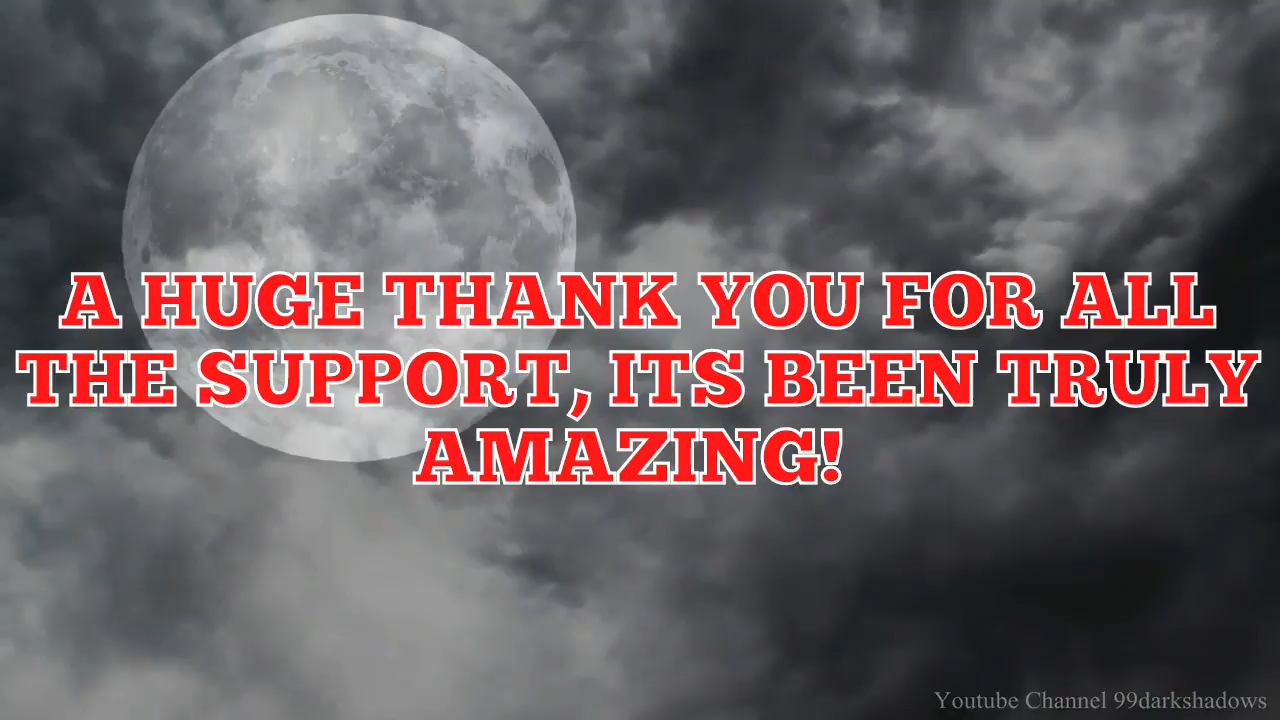 A HUGE THANK YOU FOR ALL
THE SUPPORT, ITS BEEN TRULY
AMAZING!
Youtube Channel 99darkshadows